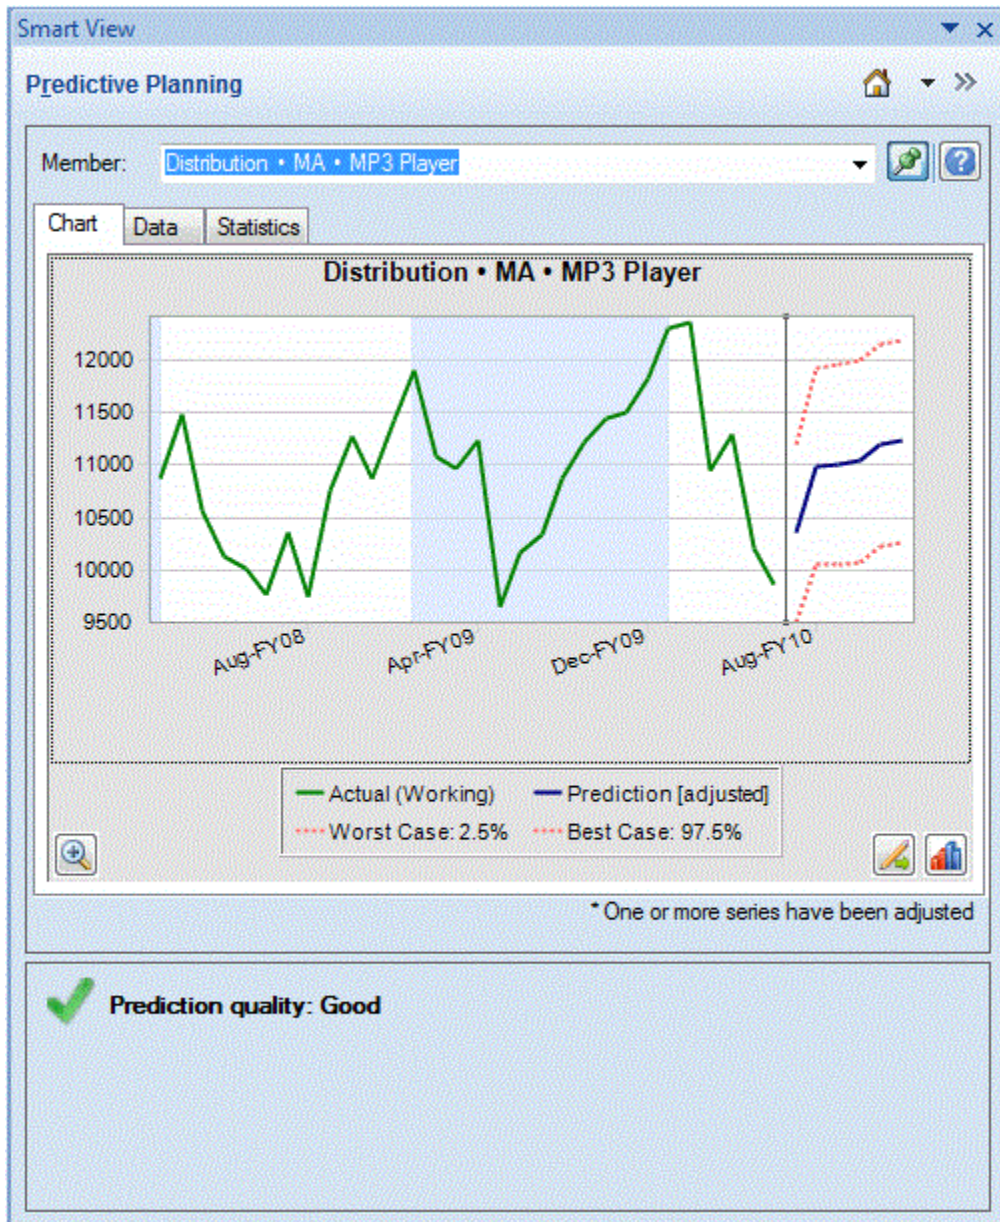 Smart View
Predictive Planning
Member: Distribution • MA • MP3 Player
Chart Data Statistics
Distribution • MA • MP3 Player
12000
11500
11000
10500
10000
9500
Aug-FY08 Apr-FY09 Dec-FY09 Aug-FY10
Actual (Working) Prediction [adjusted]
Worst Case: 2.5% Best Case: 97.5%
* One or more series have been adjusted
Prediction quality: Good